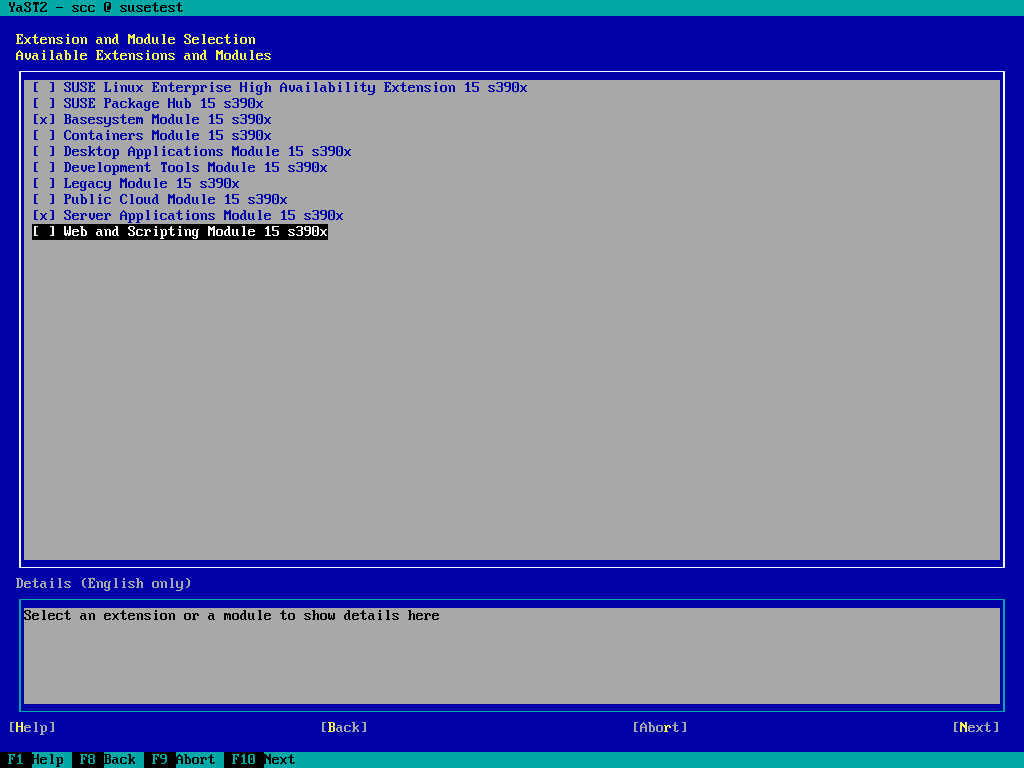 YaST2 - scc @ susetest
Extension and Module Selection
Available Extensions and Modules
[ ] SUSE Linux Enterprise High Availability Extension 15 s390x
[ ] SUSE Package Hub 15 s390x
[x] Basesystem Module 15 s390x
[ ] Containers Module 15 s390x
[ ] Desktop Applications Module 15 s390x
[ ] Development Tools Module 15 s390x
[ ] Legacy Module 15 s390x
[ ] Public Cloud Module 15 s390x
[x] Server Applications Module 15 s390x
[ ] Web and Scripting Module 15 s390x
Details (English only)
Select an extension or a module to show details here
[Help] [Back] [Abort] [Next]
F1 Help F8 Back F9 Abort F10 Next